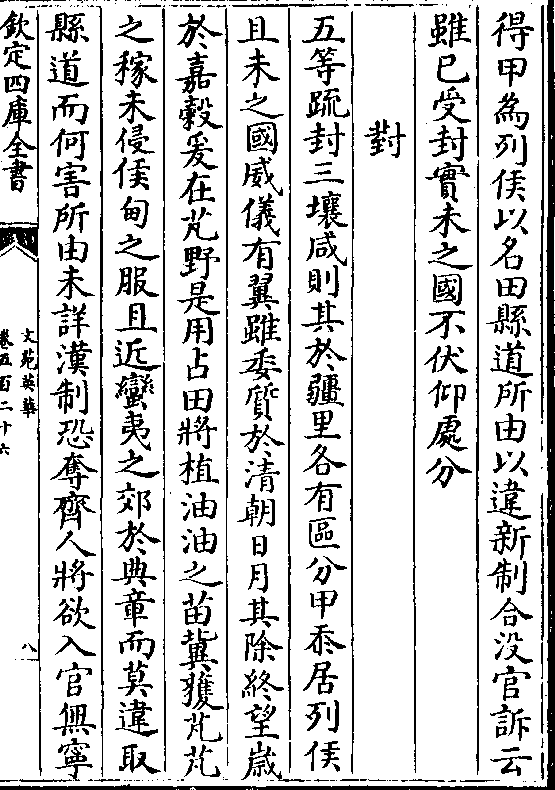 得甲為列侯以名田縣道所由以違新制合没官訴云
雖已受封實未之國不伏仰處分
對
五等疏封三壤咸則其於疆里各有區分甲忝居列侯
且未之國威儀有翼雖委質於清朝日月其除終望歲
於嘉穀爰在芃野是用占田將植油油之苗冀獲芃芃
之稼未侵侯甸之服且近蠻夷之郊於典章而莫違取
縣道而何害所由未詳漢制恐奪齊人將欲入官無寧
欽定四庫全書
文苑英華
卷五百二十六
八